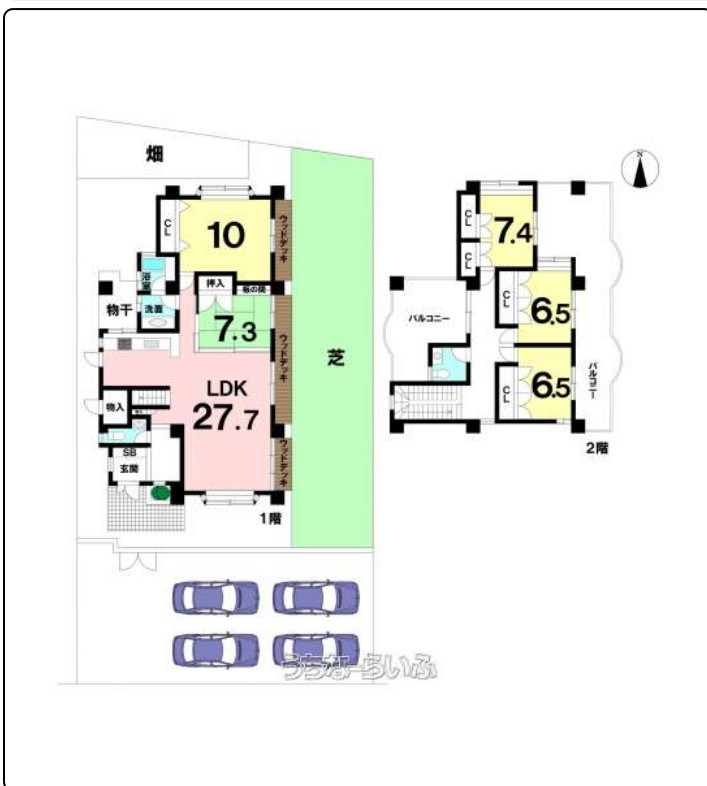 畑
N
CL
10
ウッドデッキ
浴室
押入
板の間
物干
洗面
7.3
ウッドデッキ
芝
LDK
27.7
物入
SB
玄関
ウッドデッキ
1階
CL
7.4
CL
バルコニー
CL
6.5
CL
6.5
バルコニー
2階
うちなーらいふ